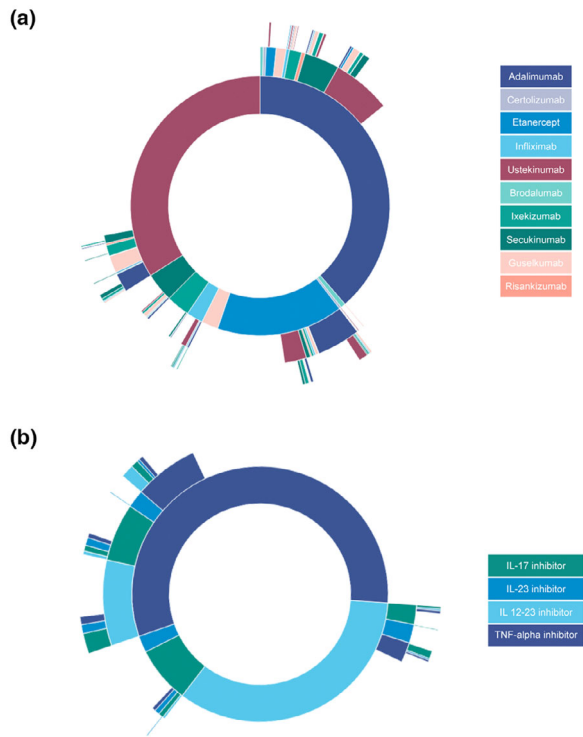 (a)
Adalimumab
Certolizumab
Etanercept
Infliximab
Ustekinumab
Brodalumab
Ixekizumab
Secukinumab
Guselkumab
Risankizumab
(b)
IL-17 inhibitor
IL-23 inhibitor
IL 12-23 inhibitor
TNF-alpha inhibitor